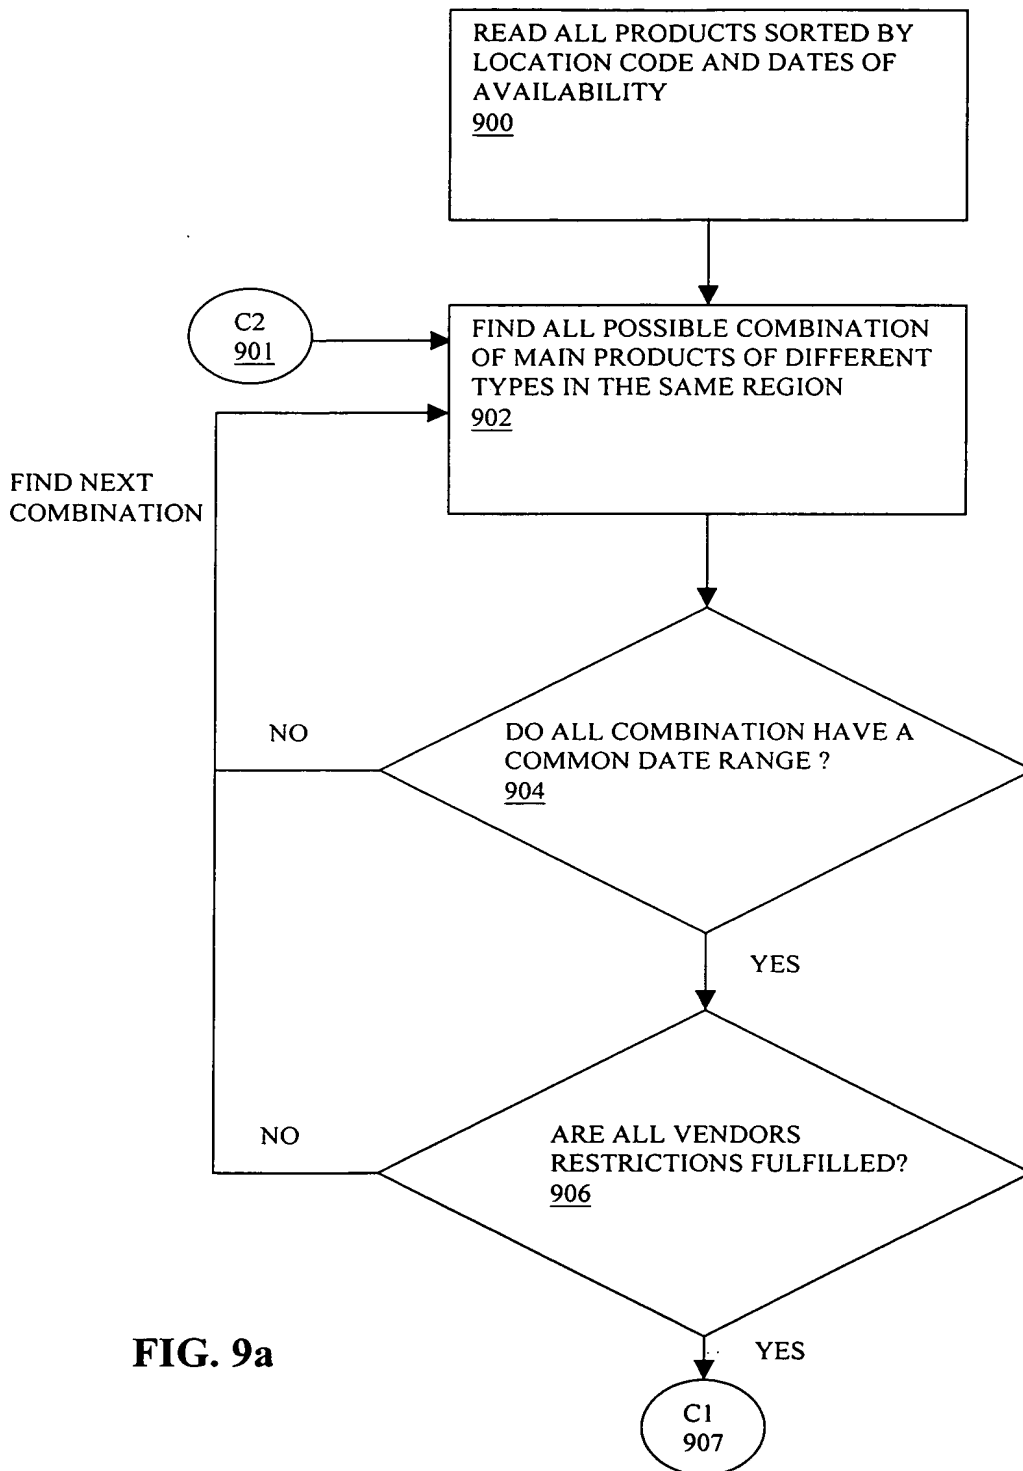 READ ALL PRODUCTS SORTED BY
LOCATION CODE AND DATES OF
AVAILABILITY
900
C2
901
FIND ALL POSSIBLE COMBINATION
OF MAIN PRODUCTS OF DIFFERENT
TYPES IN THE SAME REGION
902
FIND NEXT
COMBINATION
NO
DO ALL COMBINATION HAVE A
COMMON DATE RANGE ?
904
YES
NO
ARE ALL VENDORS
RESTRICTIONS FULFILLED?
906
YES
FIG. 9a
C1
907